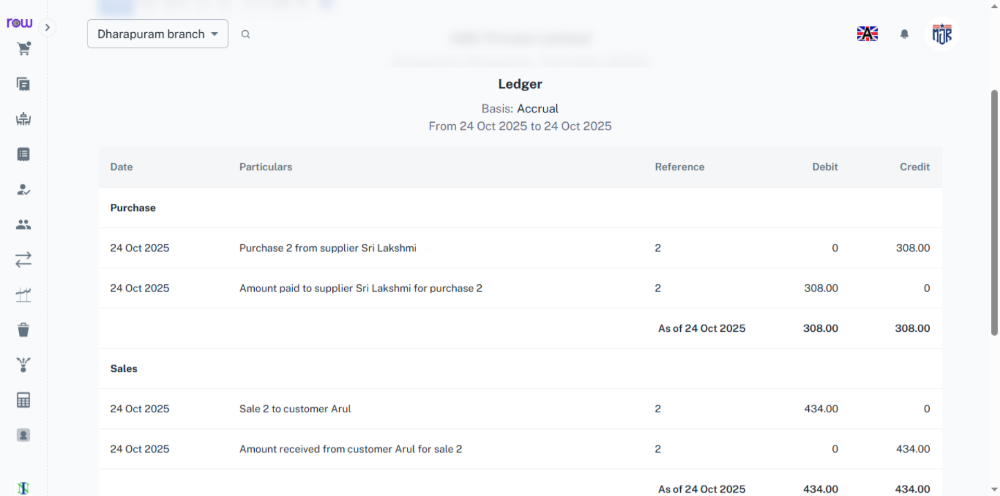 row
Dharapuram branch
A
MJR
Ledger
Basis: Accrual
From 24 Oct 2025 to 24 Oct 2025
Date Particulars Reference Debit Credit
Purchase
24 Oct 2025 Purchase 2 from supplier Sri Lakshmi 2 0 308.00
24 Oct 2025 Amount paid to supplier Sri Lakshmi for purchase 2 2 308.00 0
As of 24 Oct 2025 308.00 308.00
Sales
24 Oct 2025 Sale 2 to customer Arul 2 434.00 0
24 Oct 2025 Amount received from customer Arul for sale 2 2 0 434.00
As of 24 Oct 2025 434.00 434.00